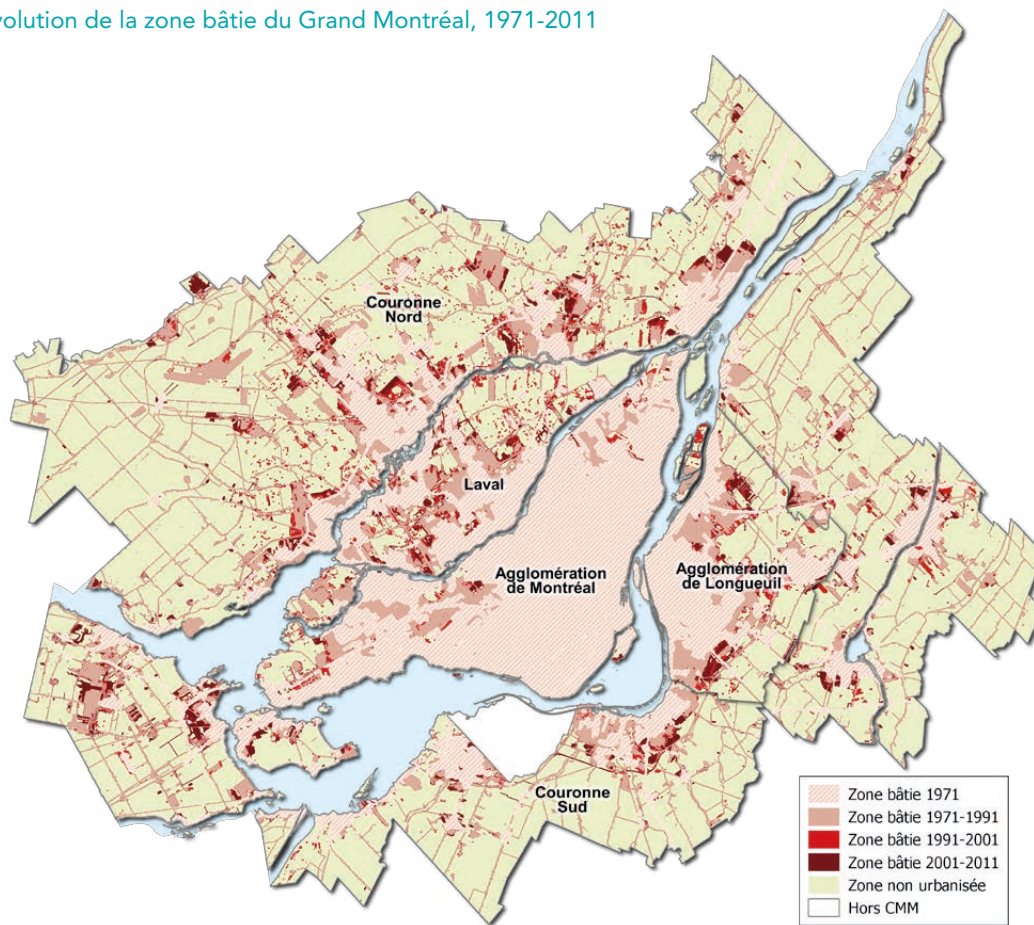 volution de la zone bâtie du Grand Montréal, 1971-2011
Couronne
Nord
Laval
Agglomération
de Montréal
Agglomération
de Longueuil
Couronne
Sud
Zone bâtie 1971
Zone bâtie 1971-1991
Zone bâtie 1991-2001
Zone bâtie 2001-2011
Zone non urbanisée
Hors CMM